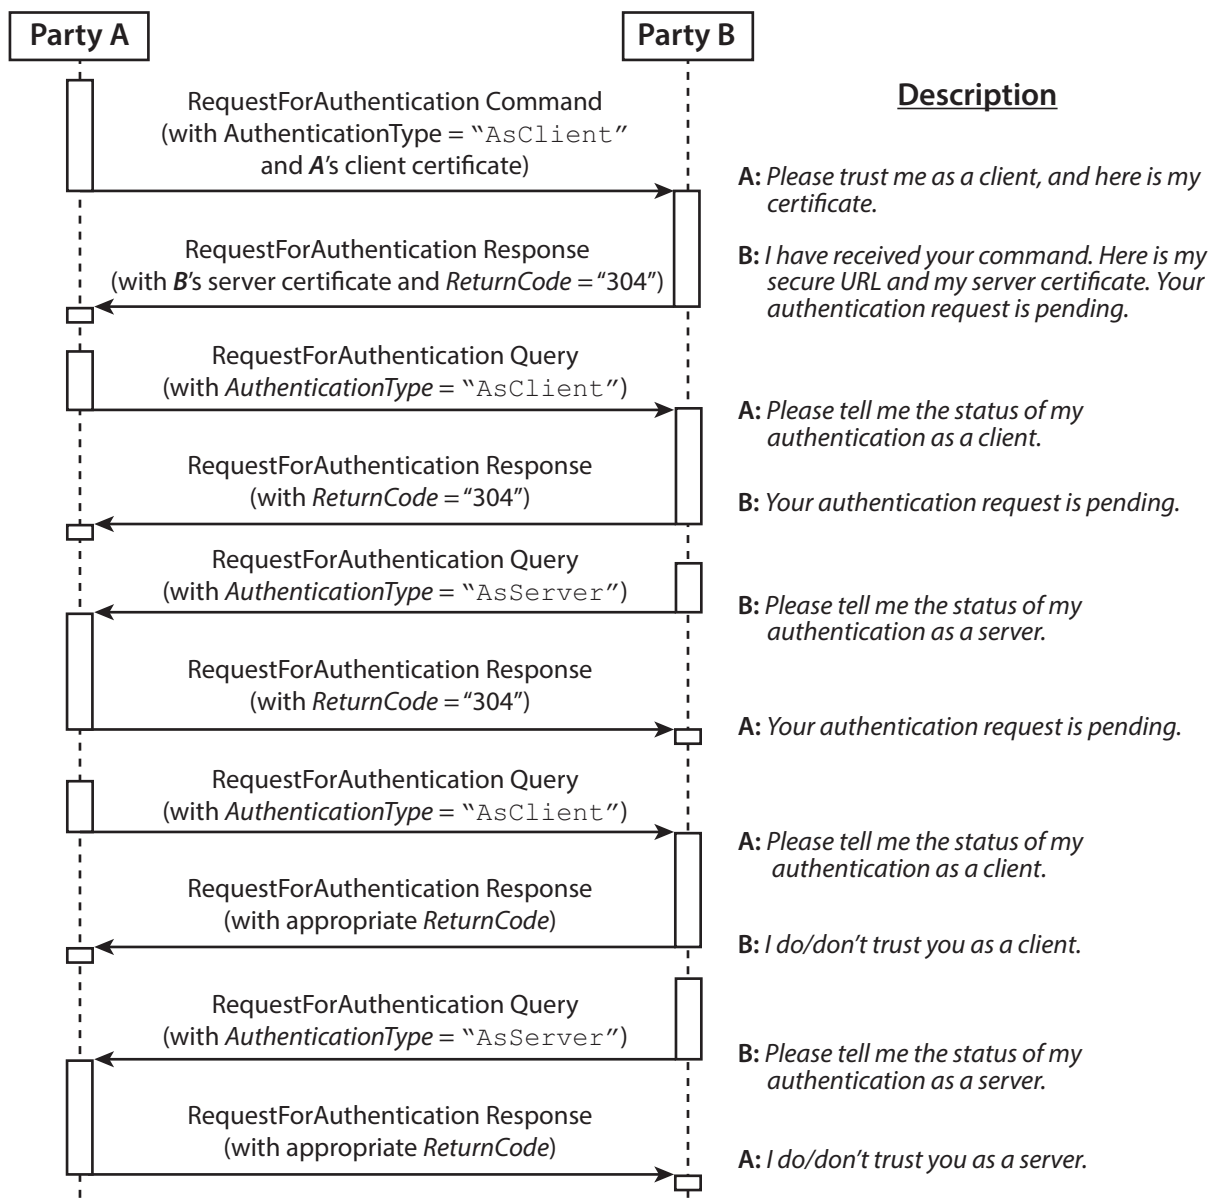 Party A
Party B
Description
RequestForAuthentication Command
(with AuthenticationType = “AsClient”
and A’s client certificate)
A: Please trust me as a client, and here is my
certificate.
RequestForAuthentication Response
(with B’s server certificate and ReturnCode = “304”)
B: I have received your command. Here is my
secure URL and my server certificate. Your
authentication request is pending.
RequestForAuthentication Query
(with AuthenticationType = “AsClient”)
A: Please tell me the status of my
authentication as a client.
RequestForAuthentication Response
(with ReturnCode = “304”)
B: Your authentication request is pending.
RequestForAuthentication Query
(with AuthenticationType = “AsServer”)
B: Please tell me the status of my
authentication as a server.
RequestForAuthentication Response
(with ReturnCode = “304”)
A: Your authentication request is pending.
RequestForAuthentication Query
(with AuthenticationType = “AsClient”)
A: Please tell me the status of my
authentication as a client.
RequestForAuthentication Response
(with appropriate ReturnCode)
B: I do/don’t trust you as a client.
RequestForAuthentication Query
(with AuthenticationType = “AsServer”)
B: Please tell me the status of my
authentication as a server.
RequestForAuthentication Response
(with appropriate ReturnCode)
A: I do/don’t trust you as a server.